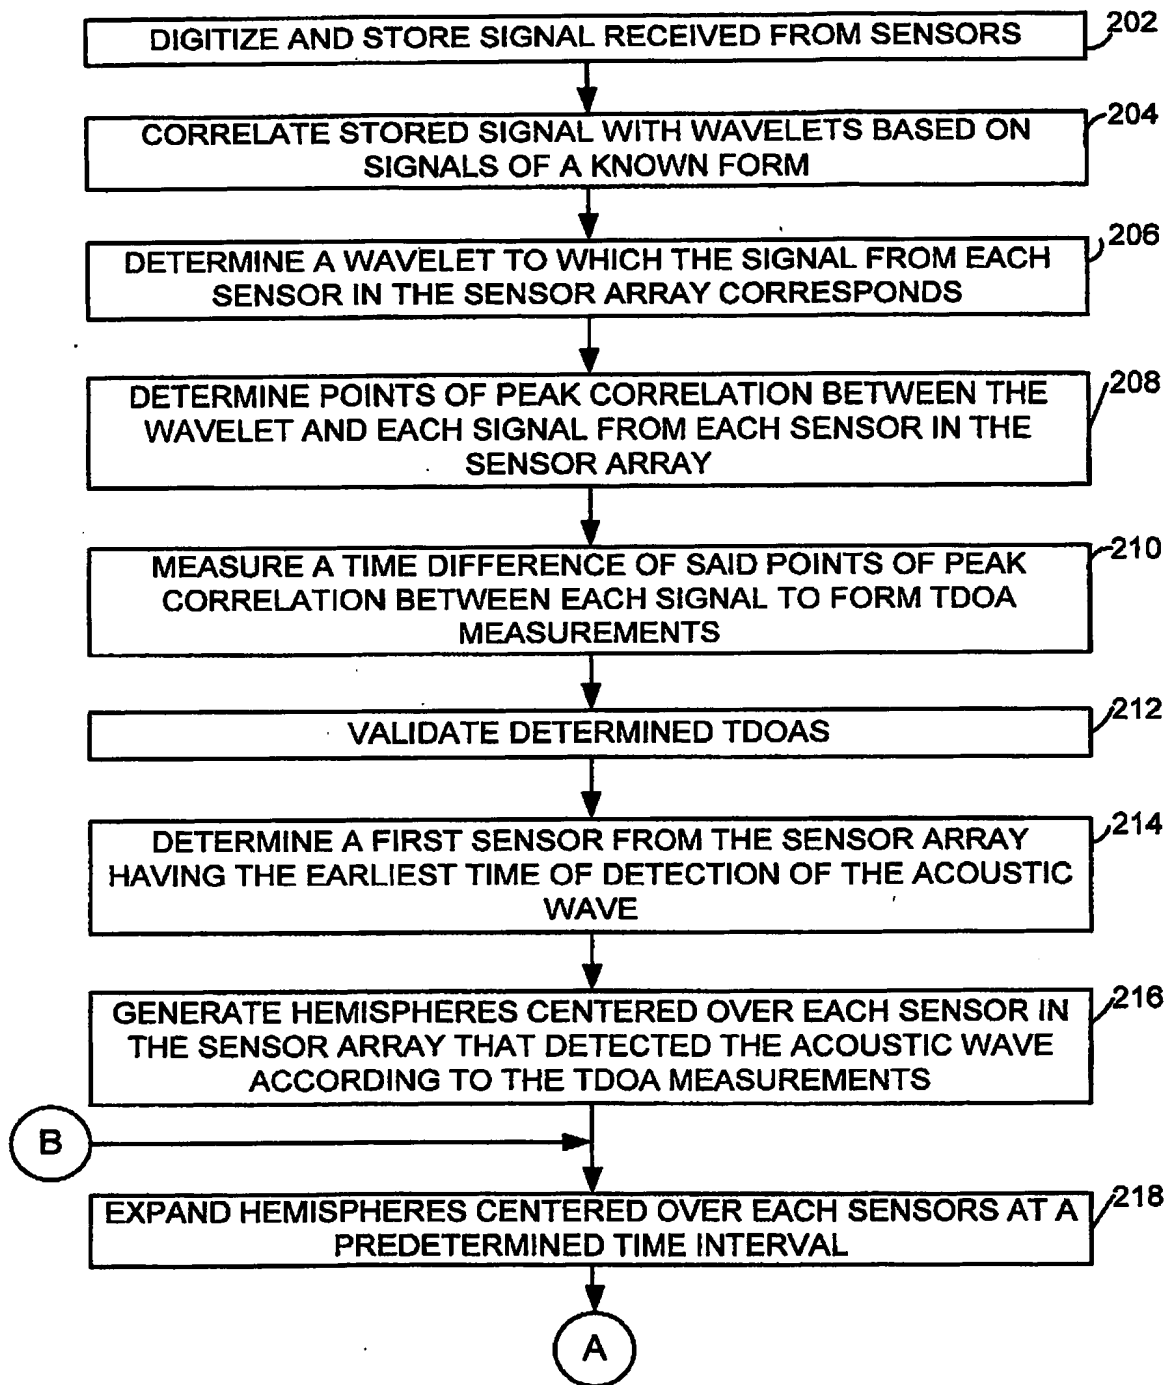 DIGITIZE AND STORE SIGNAL RECEIVED FROM SENSORS
202
CORRELATE STORED SIGNAL WITH WAVELETS BASED ON
SIGNALS OF A KNOWN FORM
204
DETERMINE A WAVELET TO WHICH THE SIGNAL FROM EACH
SENSOR IN THE SENSOR ARRAY CORRESPONDS
206
DETERMINE POINTS OF PEAK CORRELATION BETWEEN THE
WAVELET AND EACH SIGNAL FROM EACH SENSOR IN THE
SENSOR ARRAY
208
MEASURE A TIME DIFFERENCE OF SAID POINTS OF PEAK
CORRELATION BETWEEN EACH SIGNAL TO FORM TDOA
MEASUREMENTS
210
VALIDATE DETERMINED TDOAS
212
DETERMINE A FIRST SENSOR FROM THE SENSOR ARRAY
HAVING THE EARLIEST TIME OF DETECTION OF THE ACOUSTIC
WAVE
214
GENERATE HEMISPHERES CENTERED OVER EACH SENSOR IN
THE SENSOR ARRAY THAT DETECTED THE ACOUSTIC WAVE
ACCORDING TO THE TDOA MEASUREMENTS
216
B
EXPAND HEMISPHERES CENTERED OVER EACH SENSORS AT A
PREDETERMINED TIME INTERVAL
218
A